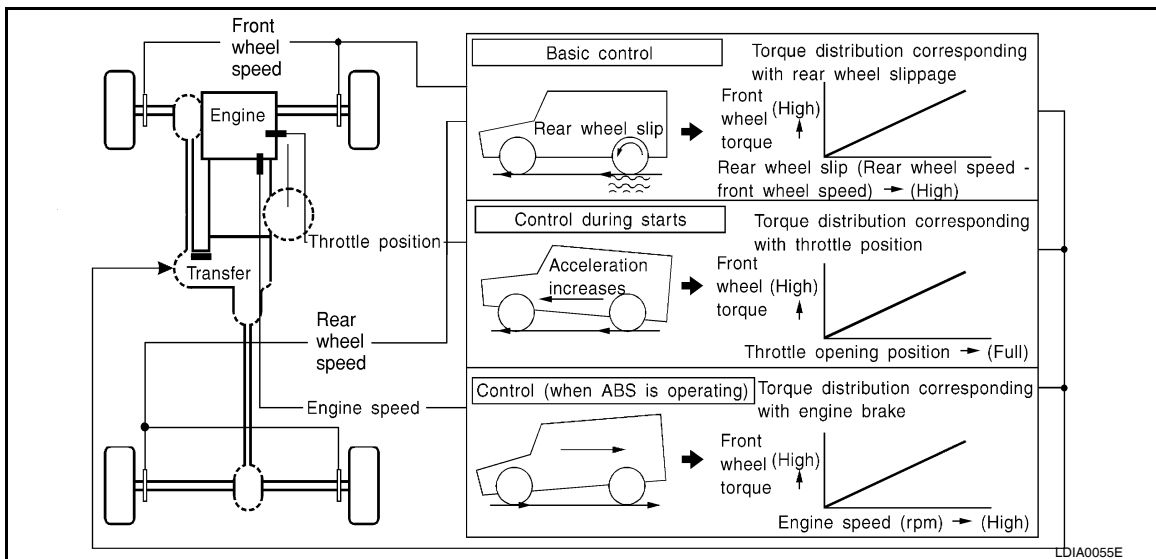 Front
wheel
speed
Engine
Throttle position
Transfer
Rear
wheel
speed
Engine speed
Basic control
Torque distribution corresponding
with rear wheel slippage
Rear wheel slip
Front
wheel
torque
(High)
Rear wheel slip (Rear wheel speed -
front wheel speed) → (High)
Control during starts
Torque distribution corresponding
with throttle position
Acceleration
increases
Front
wheel
torque
(High)
Throttle opening position → (Full)
Control (when ABS is operating)
Torque distribution corresponding
with engine brake
Front
wheel
torque
(High)
Engine speed (rpm) → (High)
LDIA0055E